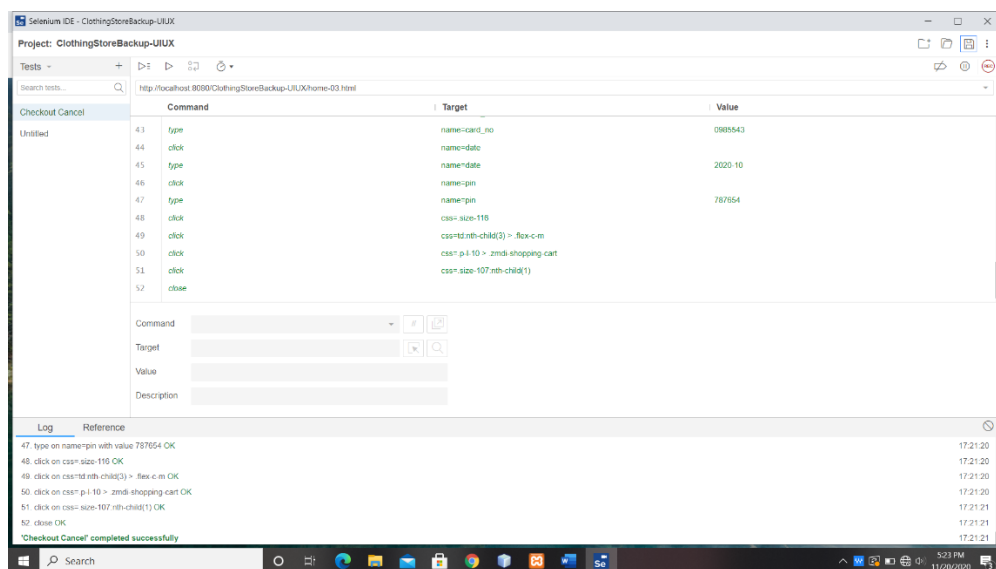 Se Selenium IDE - ClothingStoreBackup-UIUX
Project: ClothingStoreBackup-UIUX
Tests
Search tests...
http://localhost:8080/ClothingStoreBackup-UIUX/home-03.html
Checkout Cancel
Untitled
Command Target Value
43 type name=card_no 0985543
44 click name=date
45 type name=date 2020-10
46 click name=pin
47 type name=pin 787654
48 click css=.size-116
49 click css=td:nth-child(3) > .flex-c-m
50 click css=.p-l-10 > .zmdi-shopping-cart
51 click css=.size-107:nth-child(1)
52 close
Command
Target
Value
Description
Log Reference
47. type on name=pin with value 787654 OK 17:21:20
48. click on css=.size-116 OK 17:21:20
49. click on css=td:nth-child(3) > .flex-c-m OK 17:21:20
50. click on css=.p-l-10 > .zmdi-shopping-cart OK 17:21:20
51. click on css=.size-107:nth-child(1) OK 17:21:21
52. close OK 17:21:21
'Checkout Cancel' completed successfully 17:21:21
Search
Se
5:23 PM
11/20/2020